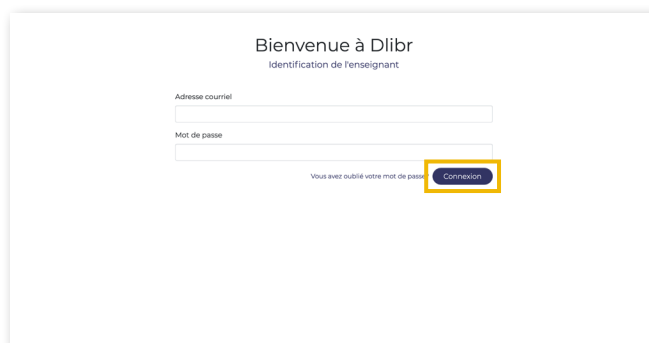 Bienvenue à Dlibr
Identification de l'enseignant
Adresse courriel
Mot de passe
Vous avez oublié votre mot de passe?
Connexion